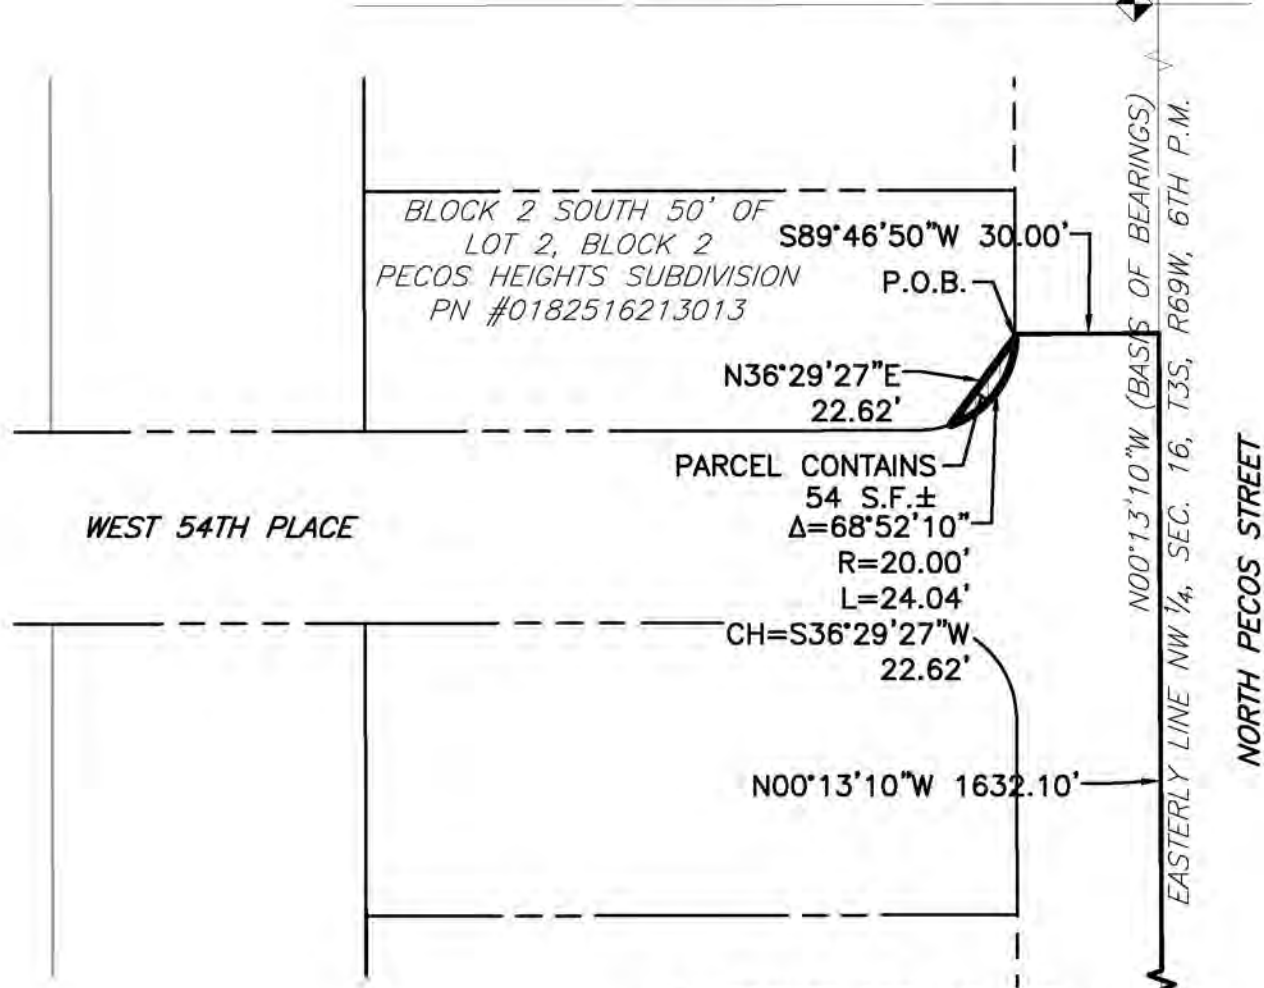 BLOCK 2 SOUTH 50' OF
LOT 2, BLOCK 2
PECOS HEIGHTS SUBDIVISION
PN #0182516213013
S89°46'50"W 30.00'
P.O.B.
N36°29'27"E
22.62'
PARCEL CONTAINS
54 S.F.±
Δ=68°52'10"
R=20.00'
L=24.04'
CH=S36°29'27"W
22.62'
WEST 54TH PLACE
N00°13'10"W 1632.10'
N00°13'10"W (BASIS OF BEARINGS)
EASTERLY LINE NW ¼, SEC. 16, T3S, R69W, 6TH P.M.
NORTH PECOS STREET